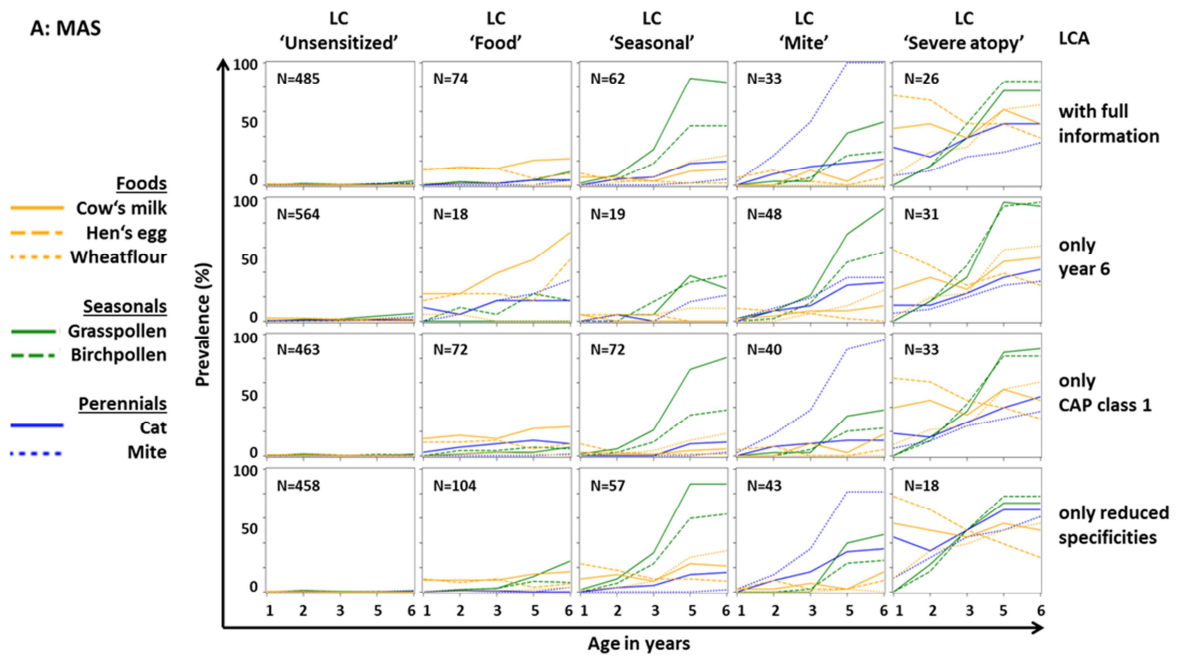 A: MAS
LC
'Unsensitized'
LC
'Food'
LC
'Seasonal'
LC
'Mite'
LC
'Severe atopy'
LCA
Foods
Cow's milk
Hen's egg
Wheatflour
Seasonals
Grasspollen
Birchpollen
Perennials
Cat
Mite
Prevalence (%)
100
50
0
N=485
N=74
N=62
N=33
N=26
with full
information
100
50
0
N=564
N=18
N=19
N=48
N=31
only
year 6
100
50
0
N=463
N=72
N=72
N=40
N=33
only
CAP class 1
100
50
0
N=458
N=104
N=57
N=43
N=18
only reduced
specificities
1 2 3 5 6
1 2 3 5 6
1 2 3 5 6
1 2 3 5 6
1 2 3 5 6
Age in years